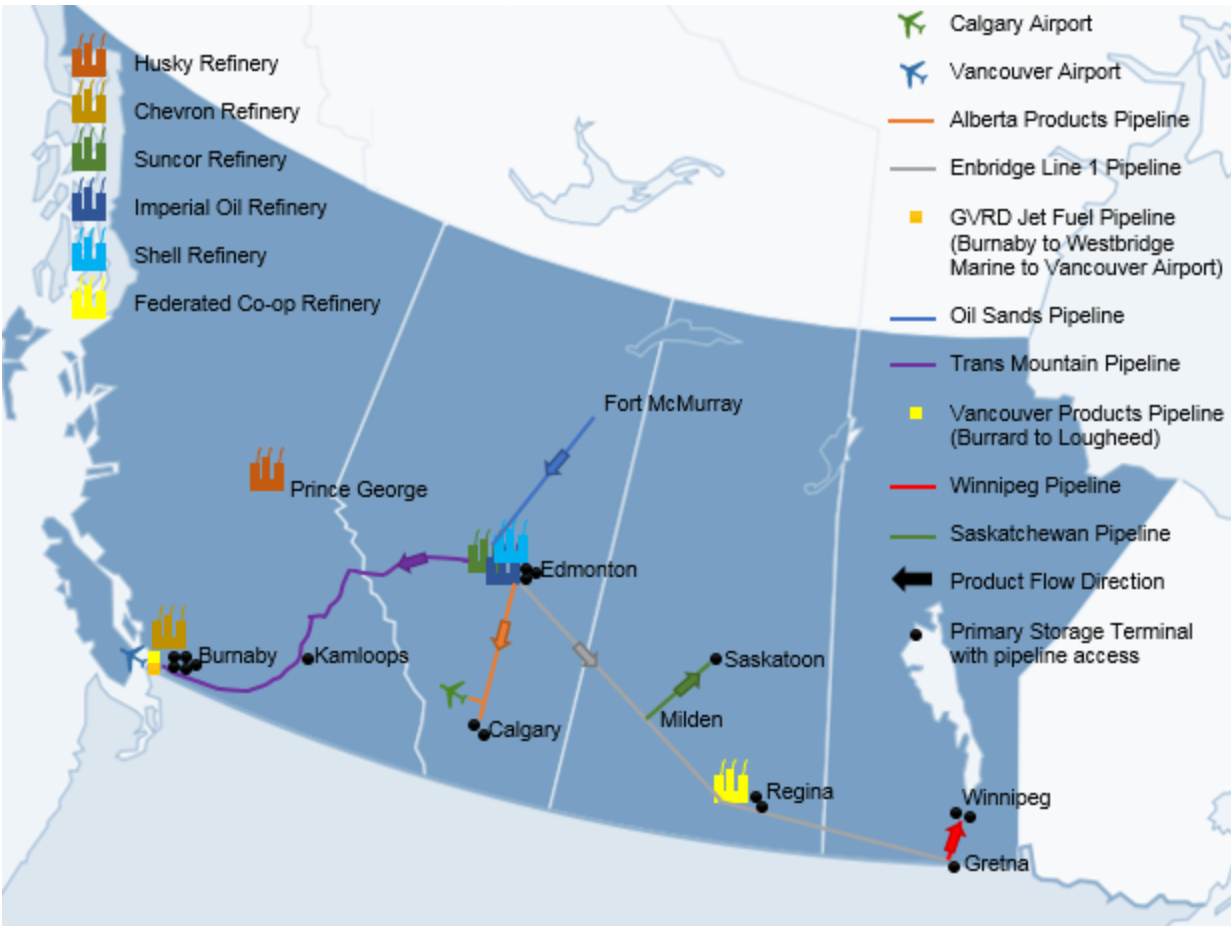 Husky Refinery
Chevron Refinery
Suncor Refinery
Imperial Oil Refinery
Shell Refinery
Federated Co-op Refinery
Calgary Airport
Vancouver Airport
Alberta Products Pipeline
Enbridge Line 1 Pipeline
GVRD Jet Fuel Pipeline
(Burnaby to Westbridge
Marine to Vancouver Airport)
Oil Sands Pipeline
Trans Mountain Pipeline
Vancouver Products Pipeline
(Burrard to Lougheed)
Winnipeg Pipeline
Saskatchewan Pipeline
Product Flow Direction
Primary Storage Terminal
with pipeline access
Fort McMurray
Prince George
Edmonton
Burnaby
Kamloops
Saskatoon
Milden
Calgary
Regina
Winnipeg
Gretna